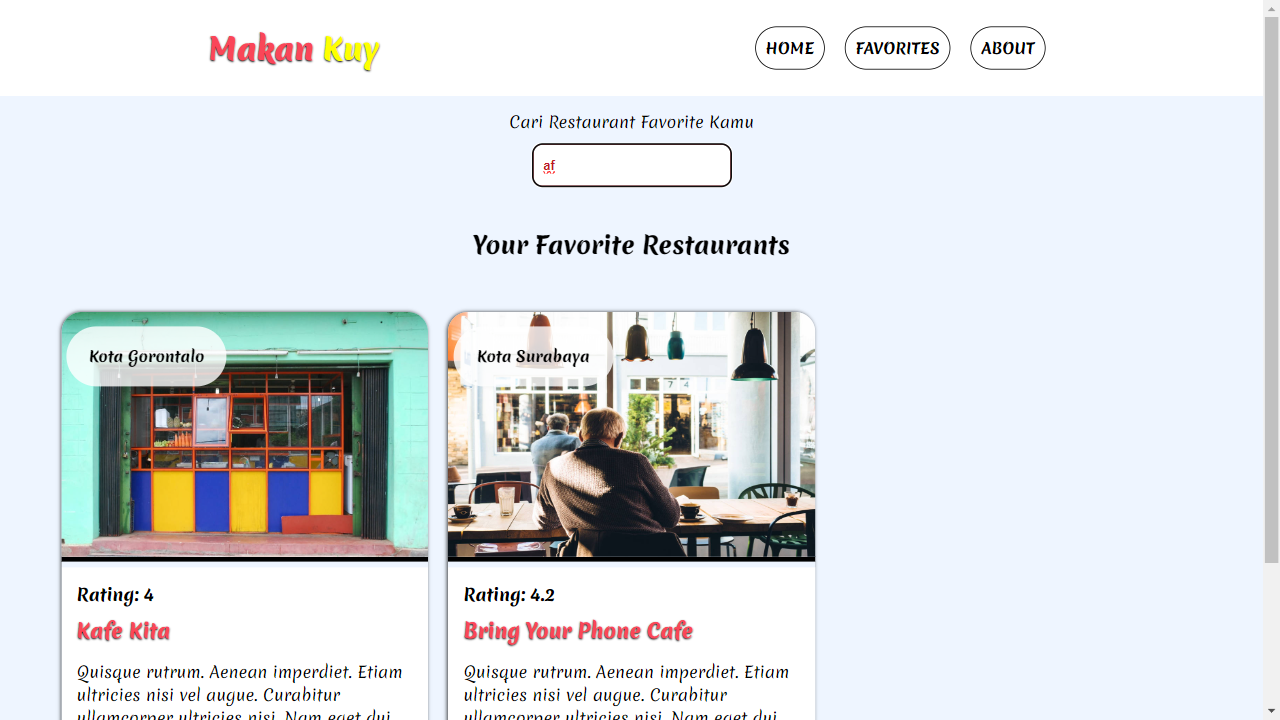 Makan Kuy
HOME
FAVORITES
ABOUT
Cari Restaurant Favorite Kamu
af
Your Favorite Restaurants
Kota Gorontalo
Rating: 4
Kafe Kita
Quisque rutrum. Aenean imperdiet. Etiam
ultricies nisi vel augue. Curabitur
ullamcorper ultricies nisi. Nam eget dui.
Kota Surabaya
Rating: 4.2
Bring Your Phone Cafe
Quisque rutrum. Aenean imperdiet. Etiam
ultricies nisi vel augue. Curabitur
ullamcorper ultricies nisi. Nam eget dui.